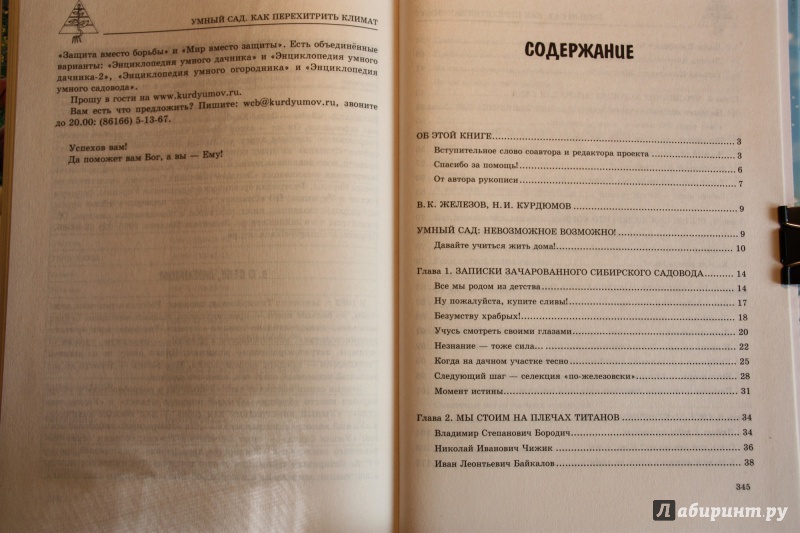 УМНЫЙ САД. КАК ПЕРЕХИТРИТЬ КЛИМАТ
«Защита вместо борьбы» и «Мир вместо защиты». Есть объединённые
варианты: «Энциклопедия умного дачника» и «Энциклопедия умного
дачника-2», «Энциклопедия умного огородника» и «Энциклопедия
умного садовода».
Прошу в гости на www.kurdyumov.ru.
Вам есть что предложить? Пишите: wcb@kurdyumov.ru, звоните
до 20.00: (86166) 5-13-67.
Успехов вам!
Да поможет вам Бог, а вы — Ему!
СОДЕРЖАНИЕ
ОБ ЭТОЙ КНИГЕ 3
Вступительное слово соавтора и редактора проекта 3
Спасибо за помощь! 6
От автора рукописи 7
В.К. ЖЕЛЕЗОВ, Н.И. КУРДЮМОВ 9
УМНЫЙ САД: НЕВОЗМОЖНОЕ ВОЗМОЖНО! 9
Давайте учиться жить дома! 10
Глава 1. ЗАПИСКИ ЗАЧАРОВАННОГО СИБИРСКОГО САДОВОДА 14
Все мы родом из детства 14
Ну пожалуйста, купите сливы! 17
Безумству храбрых! 18
Учусь смотреть своими глазами 20
Незнание — тоже сила... 22
Когда на дачном участке тесно 25
Следующий шаг — селекция «по-железовски» 28
Момент истины 31
Глава 2. МЫ СТОИМ НА ПЛЕЧАХ ТИТАНОВ 34
Владимир Степанович Бородич 34
Николай Иванович Чижик 36
Иван Леонтьевич Байкалов 38
345
Лабиринт.ру